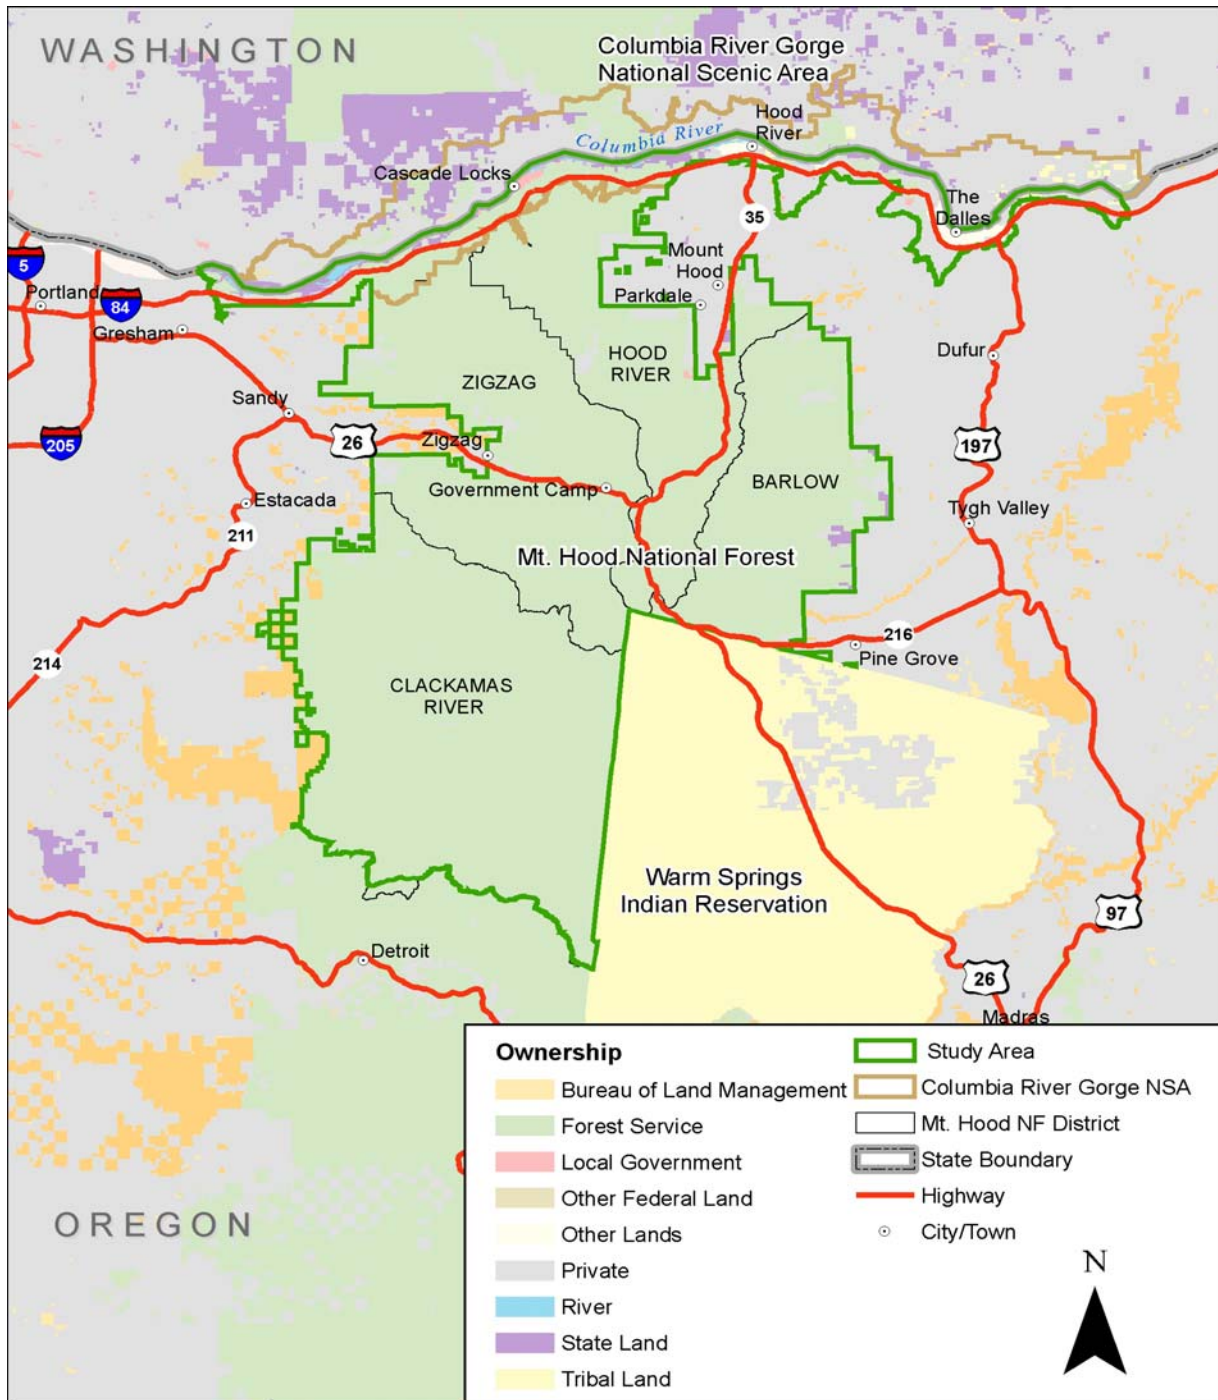 WASHINGTON
Columbia River Gorge
National Scenic Area
Hood
River
Columbia River
Cascade Locks
The
Dalles
35
Mount
Hood
5
Portland
84
Parkdale
Gresham
HOOD
RIVER
Dufur
ZIGZAG
Sandy
205
26
Zigzag
197
Government Camp
BARLOW
Estacada
Tygh Valley
211
Mt. Hood National Forest
216
214
Pine Grove
CLACKAMAS
RIVER
Warm Springs
Indian Reservation
97
Detroit
26
Madras
Ownership
Bureau of Land Management
Forest Service
Local Government
Other Federal Land
Other Lands
Private
River
State Land
Tribal Land
Study Area
Columbia River Gorge NSA
Mt. Hood NF District
State Boundary
Highway
City/Town
OREGON
N